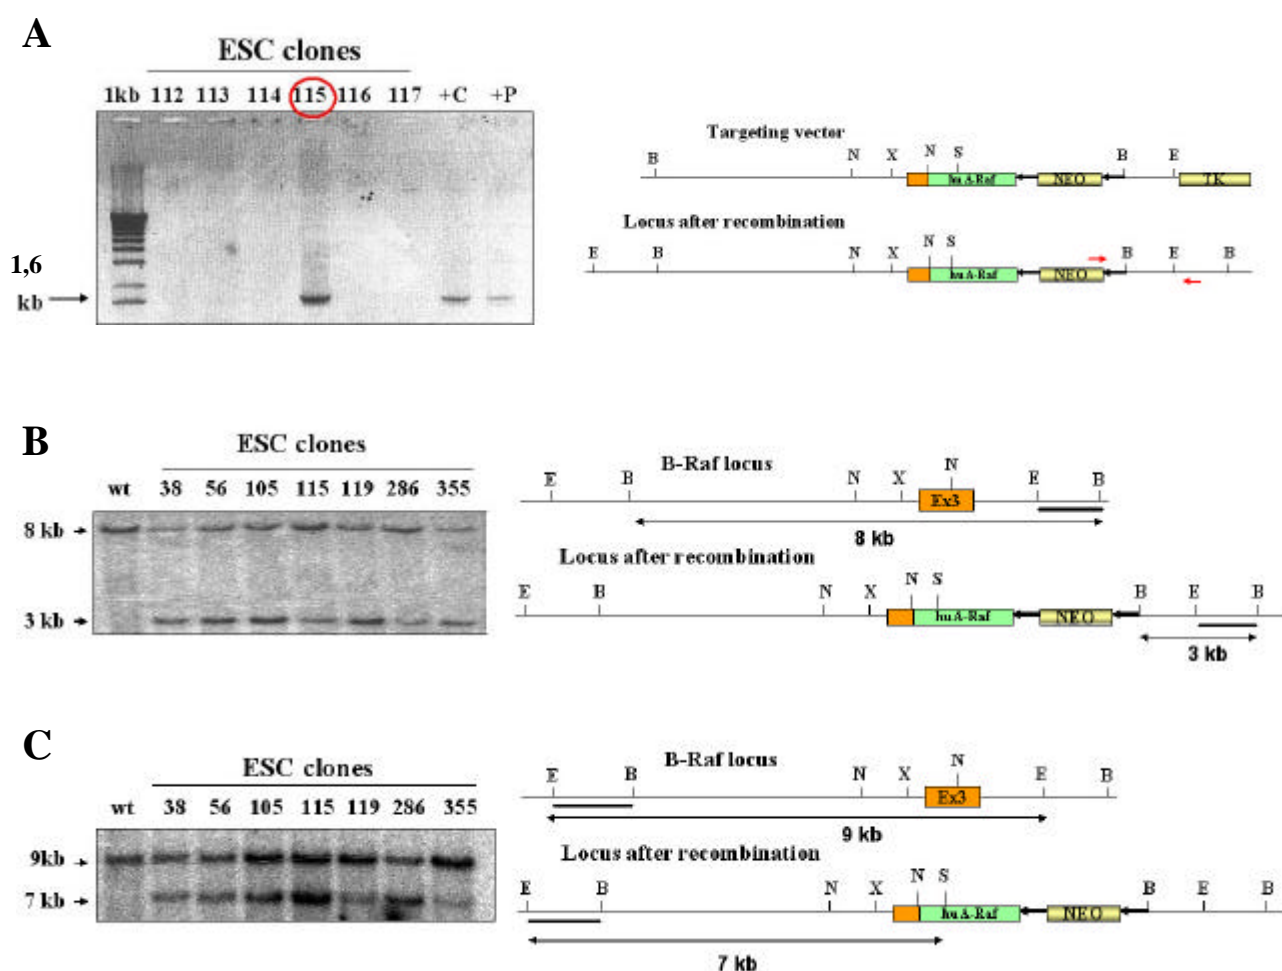 A
ESC clones
1kb 112 113 114 115 116 117 +C +P
1,6
kb
Targeting vector
B N X N S B E
hu A-Raf NEO TK
Locus after recombination
E B N X N S B E B
hu A-Raf NEO
B
ESC clones
wt 38 56 105 115 119 286 355
8 kb
3 kb
B-Raf locus
E B N X N E B
Ex3
8 kb
Locus after recombination
E B N X N S B E B
hu A-Raf NEO
3 kb
C
ESC clones
wt 38 56 105 115 119 286 355
9kb
7 kb
B-Raf locus
E B N X N E B
Ex3
9 kb
Locus after recombination
E B N X N S B E B
hu A-Raf NEO
7 kb